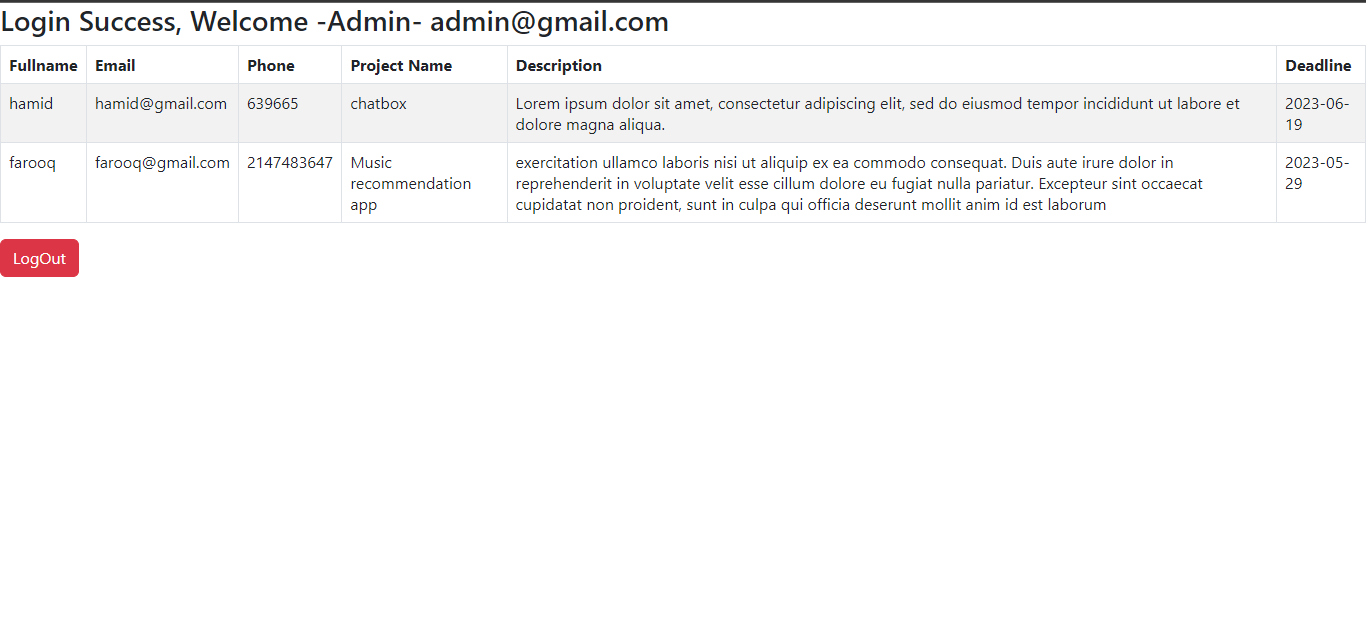 Login Success, Welcome -Admin- admin@gmail.com
Fullname Email Phone Project Name Description Deadline
hamid hamid@gmail.com 639665 chatbox Lorem ipsum dolor sit amet, consectetur adipiscing elit, sed do eiusmod tempor incididunt ut labore et 2023-06-
dolore magna aliqua. 19
farooq farooq@gmail.com 2147483647 Music exercitation ullamco laboris nisi ut aliquip ex ea commodo consequat. Duis aute irure dolor in 2023-05-
recommendation reprehenderit in voluptate velit esse cillum dolore eu fugiat nulla pariatur. Excepteur sint occaecat 29
app cupidatat non proident, sunt in culpa qui officia deserunt mollit anim id est laborum
LogOut